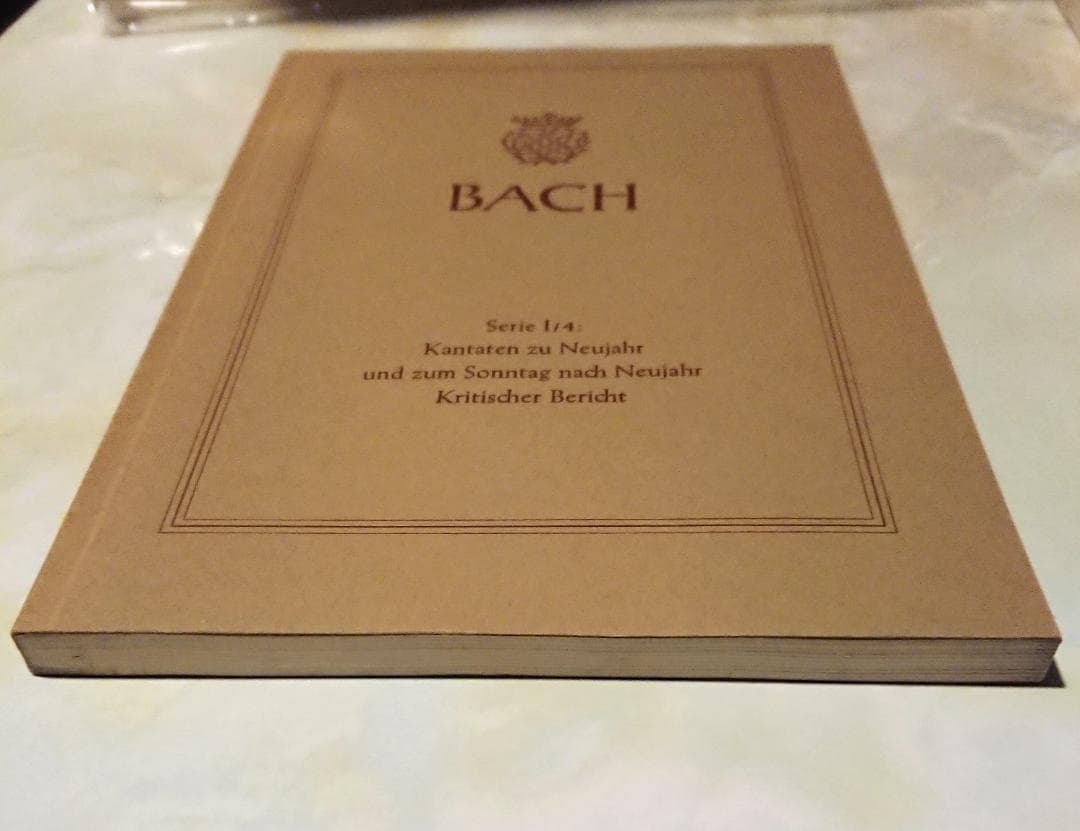 BACH
Serie I/4:
Kantaten zu Neujahr
und zum Sonntag nach Neujahr
Kritischer Bericht